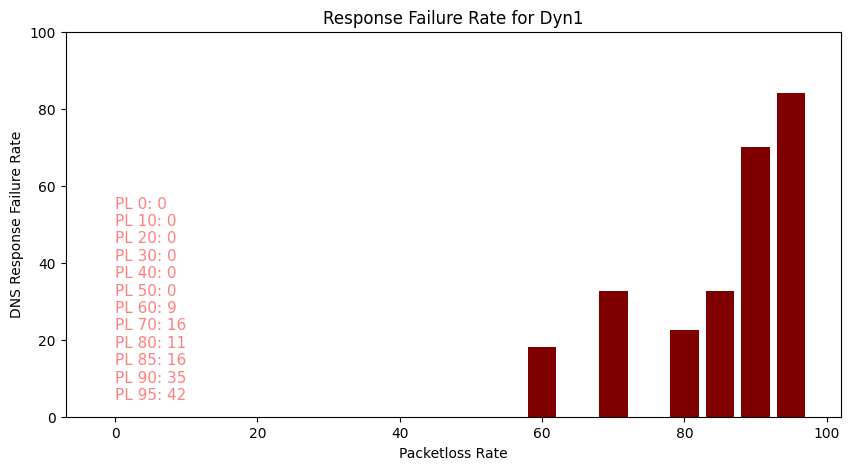 Response Failure Rate for Dyn1
DNS Response Failure Rate
100
80
60
40
20
0
PL 0: 0
PL 10: 0
PL 20: 0
PL 30: 0
PL 40: 0
PL 50: 0
PL 60: 9
PL 70: 16
PL 80: 11
PL 85: 16
PL 90: 35
PL 95: 42
0 20 40 60 80 100
Packetloss Rate